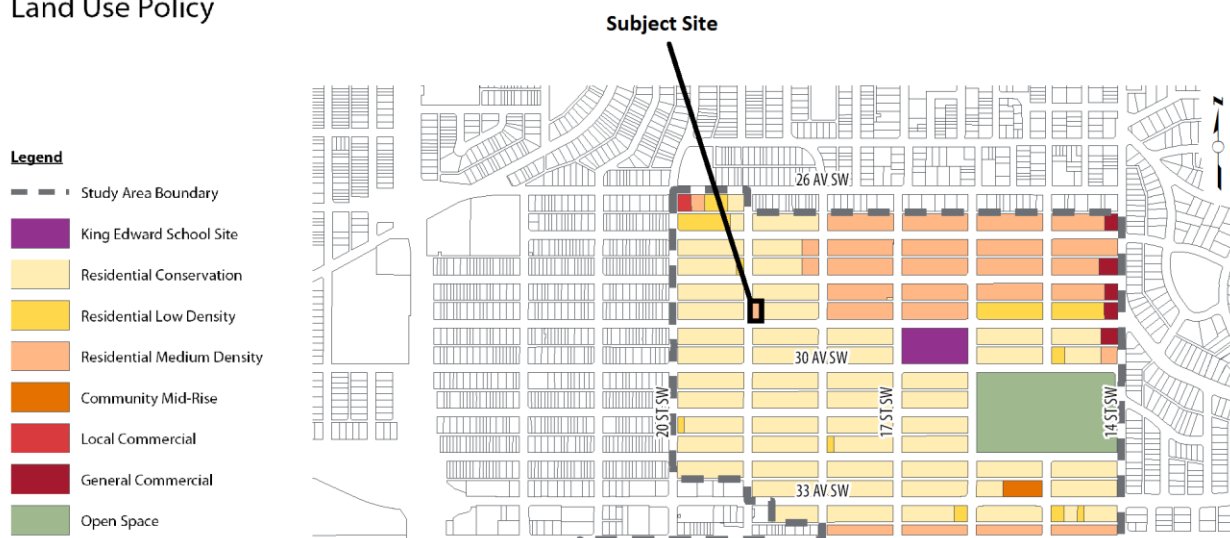 Land Use Policy
Subject Site
Legend
Study Area Boundary
King Edward School Site
Residential Conservation
Residential Low Density
Residential Medium Density
Community Mid-Rise
Local Commercial
General Commercial
Open Space
26 AV SW
30 AV SW
20 ST SW
17 ST SW
14 ST SW
33 AV SW
N